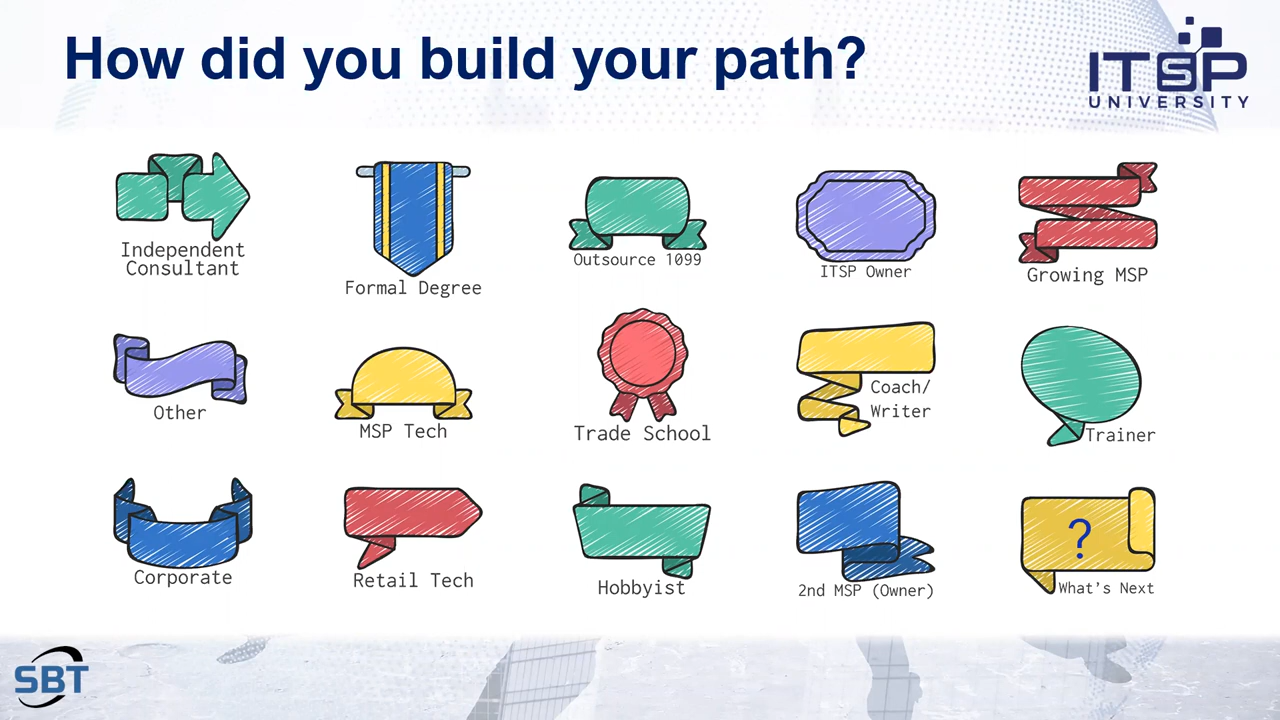 How did you build your path?
ITSP
UNIVERSITY
Independent
Consultant
Formal Degree
Outsource 1099
ITSP Owner
Growing MSP
Other
MSP Tech
Trade School
Coach/
Writer
Trainer
Corporate
Retail Tech
Hobbyist
2nd MSP (Owner)
?
What's Next
SBT